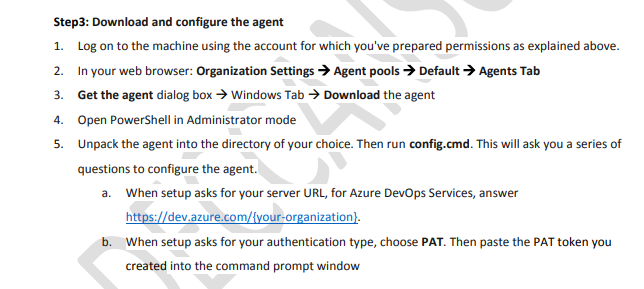 Step3: Download and configure the agent
1. Log on to the machine using the account for which you've prepared permissions as explained above.
2. In your web browser: Organization Settings → Agent pools → Default → Agents Tab
3. Get the agent dialog box → Windows Tab → Download the agent
4. Open PowerShell in Administrator mode
5. Unpack the agent into the directory of your choice. Then run config.cmd. This will ask you a series of
questions to configure the agent.
a. When setup asks for your server URL, for Azure DevOps Services, answer
https://dev.azure.com/{your-organization}.
b. When setup asks for your authentication type, choose PAT. Then paste the PAT token you
created into the command prompt window